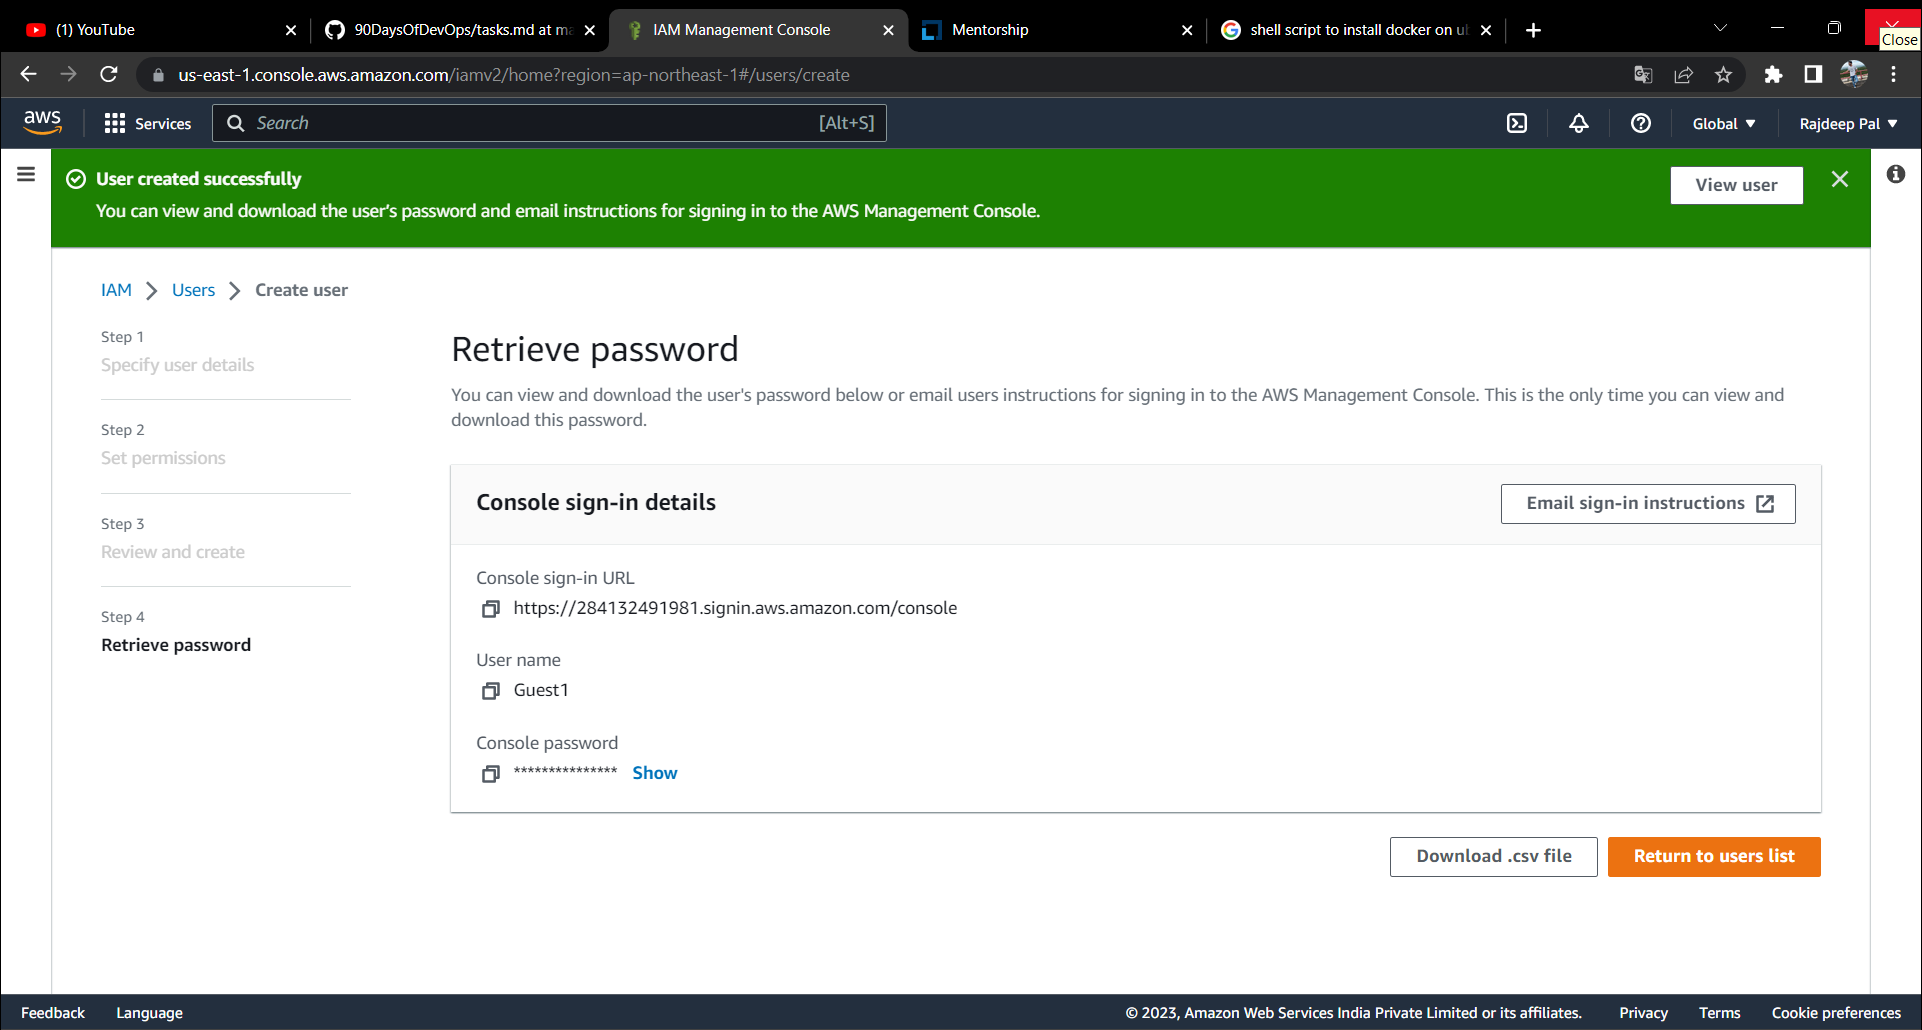 (1) YouTube
90DaysOfDevOps/tasks.md at ma
IAM Management Console
Mentorship
shell script to install docker on ub
Close
us-east-1.console.aws.amazon.com/iamv2/home?region=ap-northeast-1#/users/create
aws
Services
Search
[Alt+S]
Global
Rajdeep Pal
User created successfully
You can view and download the user's password and email instructions for signing in to the AWS Management Console.
View user
IAM
Users
Create user
Step 1
Specify user details
Step 2
Set permissions
Step 3
Review and create
Step 4
Retrieve password
Retrieve password
You can view and download the user's password below or email users instructions for signing in to the AWS Management Console. This is the only time you can view and
download this password.
Console sign-in details
Email sign-in instructions
Console sign-in URL
https://284132491981.signin.aws.amazon.com/console
User name
Guest1
Console password
***************
Show
Download .csv file
Return to users list
Feedback
Language
© 2023, Amazon Web Services India Private Limited or its affiliates.
Privacy
Terms
Cookie preferences